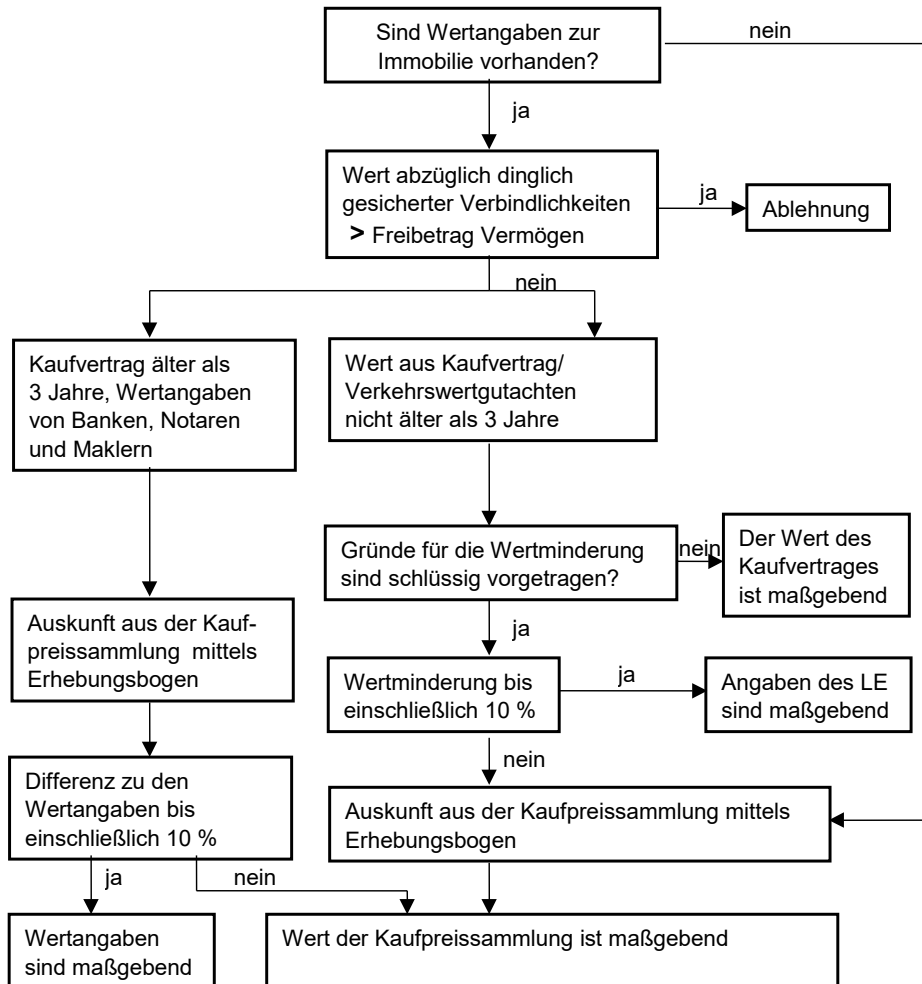 Sind Wertangaben zur
Immobilie vorhanden?
nein
ja
Wert abzüglich dinglich
gesicherter Verbindlichkeiten
> Freibetrag Vermögen
ja
Ablehnung
nein
Kaufvertrag älter als
3 Jahre, Wertangaben
von Banken, Notaren
und Maklern
Wert aus Kaufvertrag/
Verkehrswertgutachten
nicht älter als 3 Jahre
Gründe für die Wertminderung
sind schlüssig vorgetragen?
nein
Der Wert des
Kaufvertrages
ist maßgebend
ja
Auskunft aus der Kauf-
preissammlung mittels
Erhebungsbogen
Wertminderung bis
einschließlich 10 %
ja
Angaben des LE
sind maßgebend
nein
Differenz zu den
Wertangaben bis
einschließlich 10 %
Auskunft aus der Kaufpreissammlung mittels
Erhebungsbogen
ja
nein
Wertangaben
sind maßgebend
Wert der Kaufpreissammlung ist maßgebend